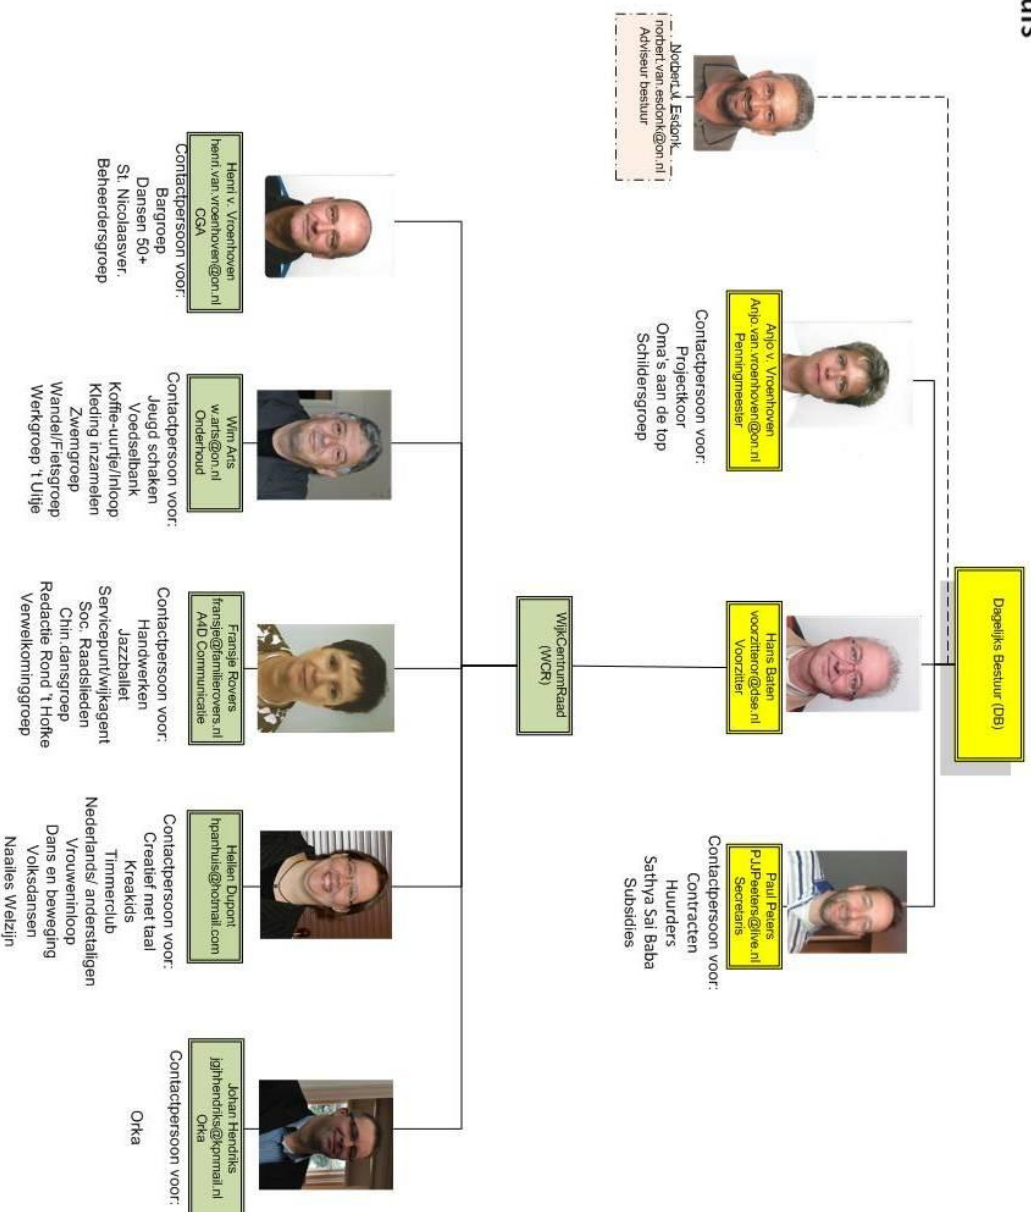 Dagelijks Bestuur (DB)
Norbert v. Esdonk
norbert.van.esdonk@on.nl
Adviseur bestuur
Anjo v. Vroenhoven
Anjo.van.vroenhoven@on.nl
Penningmeester
Contactpersoon voor:
Projectkoor
Oma's aan de top
Schildersgroep
Hans Baten
voorzitteror@dse.nl
Voorzitter
Paul Peters
PJJPeeters@live.nl
Secretaris
Contactpersoon voor:
Contracten
Huurders
Sathya Sai Baba
Subsidies
WijkCentrumRaad
(WCR)
Henri v. Vroenhoven
henri.van.vroenhoven@on.nl
CGA
Contactpersoon voor:
Bargroep
Dansen 50+
St. Nicolaasver.
Beheerdersgroep
Wim Arts
w.arts@on.nl
Onderhoud
Contactpersoon voor:
Jeugd schaken
Voedselbank
Koffie-uurtje/Inloop
Kleding inzamelen
Zwemgroep
Wandel/Fietsgroep
Werkgroep 't Uitje
Fransje Rovers
fransje@familierovers.nl
A4D Communicatie
Contactpersoon voor:
Handwerken
Jazzballet
Servicepunt/wijkagent
Soc. Raadslieden
Chin.dansgroep
Redactie Rond 't Hofke
Verwelkominggroep
Hellen Dupont
hpanhuis@hotmail.com
Contactpersoon voor:
Creatief met taal
Kreakids
Timmerclub
Nederlands/ anderstaligen
Vrouweninloop
Dans en beweging
Volksdansen
Naailes Welzijn
Johan Hendriks
jgjhhendriks@kpnmail.nl
Orka
Contactpersoon voor:
Orka